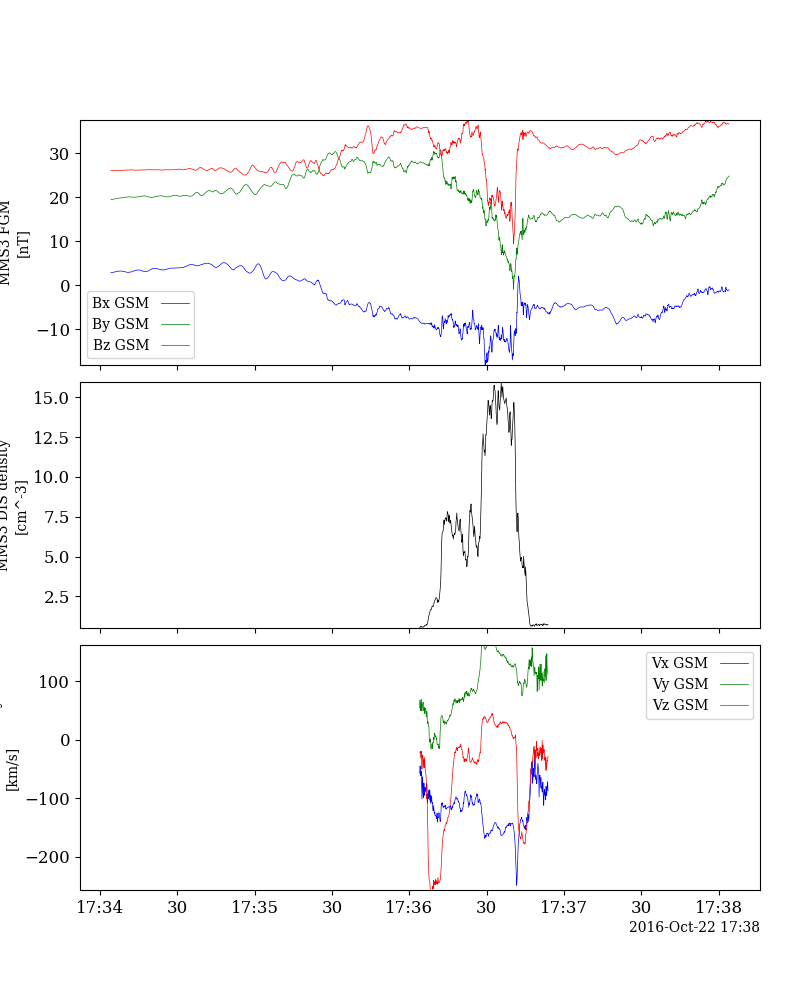 30
20
10
0
−10
MMS3 FGM
[nT]
Bx GSM
By GSM
Bz GSM
15.0
12.5
10.0
7.5
5.0
2.5
MMS3 DIS density
[cm^-3]
100
0
−100
−200
[km/s]
Vx GSM
Vy GSM
Vz GSM
17:34 30 17:35 30 17:36 30 17:37 30 17:38
2016-Oct-22 17:38